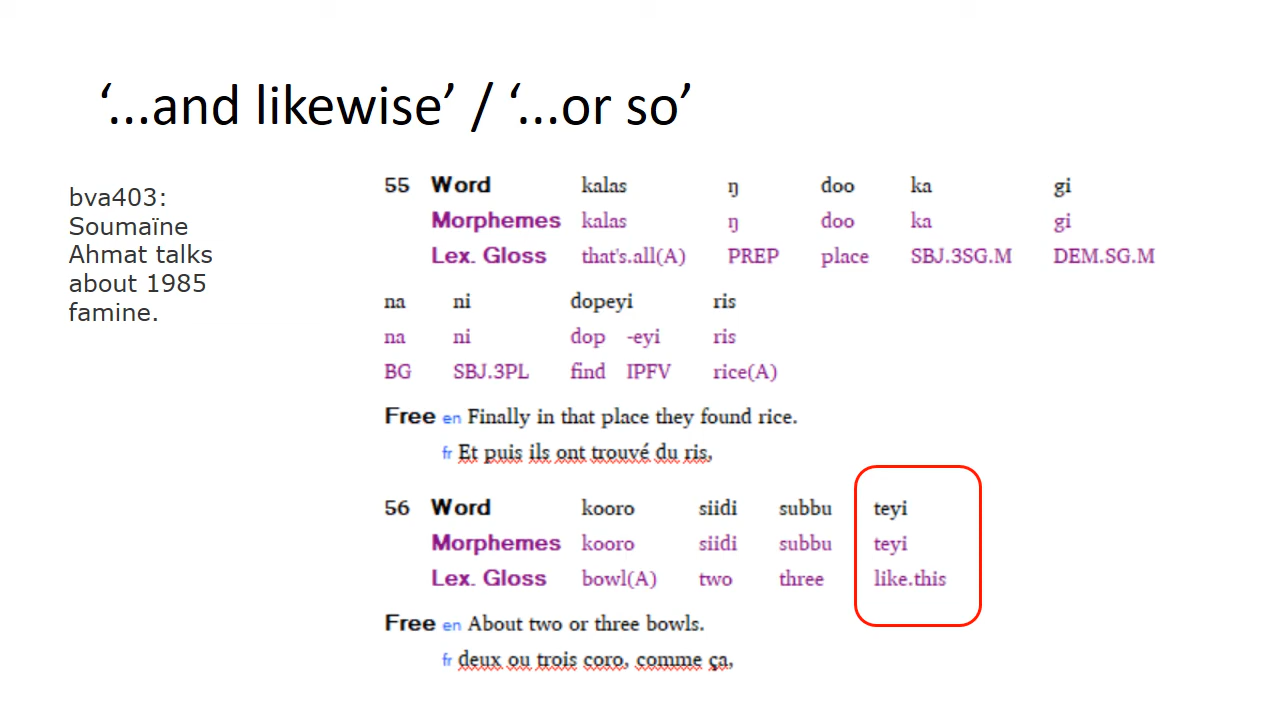 ‘…and likewise’ / ‘…or so’
bva403:
Soumaïne
Ahmat talks
about 1985
famine.
55 Word kalas ŋ doo ka gi
Morphemes kalas ŋ doo ka gi
Lex. Gloss that's.all(A) PREP place SBJ.3SG.M DEM.SG.M
na ni dopeyi ris
na ni dop -eyi ris
BG SBJ.3PL find IPFV rice(A)
Free en Finally in that place they found rice.
fr Et puis ils ont trouvé du ris,
56 Word kooro siidi subbu teyi
Morphemes kooro siidi subbu teyi
Lex. Gloss bowl(A) two three like.this
Free en About two or three bowls.
fr deux ou trois coro, comme ça,